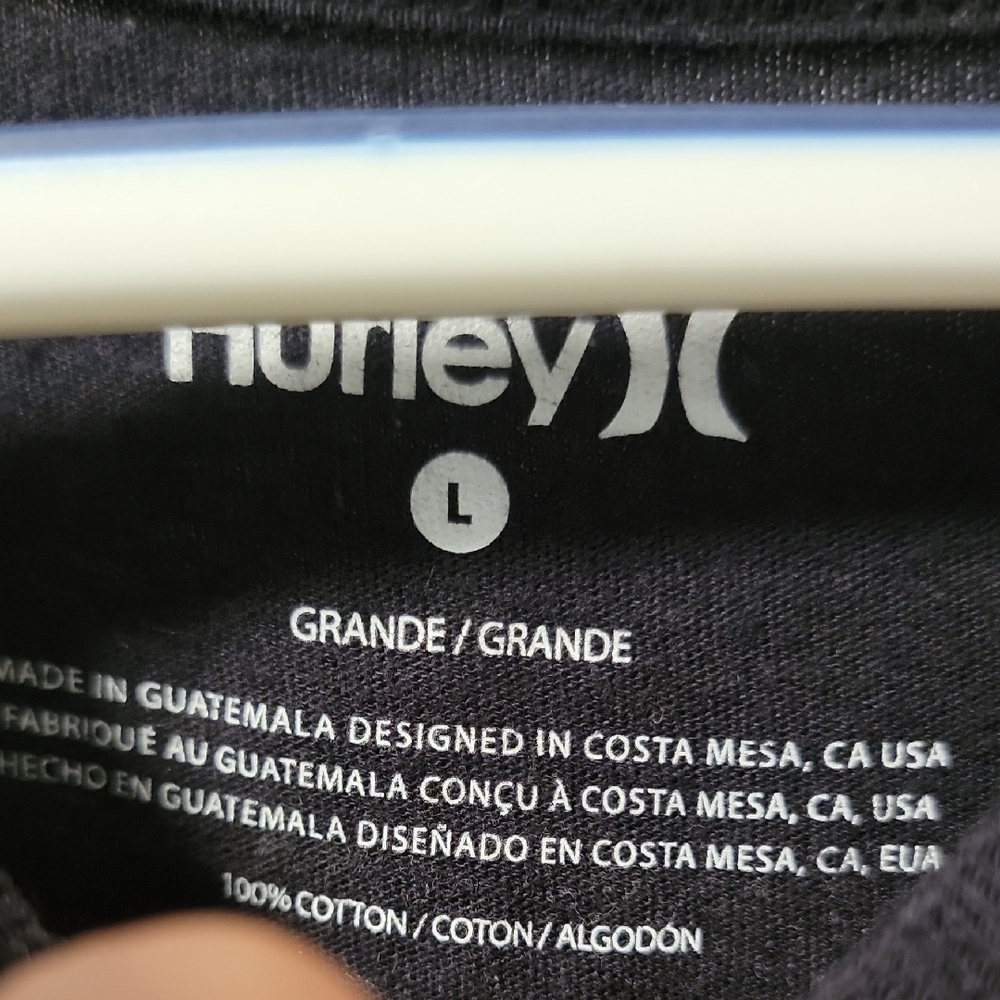 Hurley
L
GRANDE / GRANDE
MADE IN GUATEMALA DESIGNED IN COSTA MESA, CA USA
FABRIQUÉ AU GUATEMALA CONÇU À COSTA MESA, CA, USA
HECHO EN GUATEMALA DISEÑADO EN COSTA MESA, CA, EUA
100% COTTON / COTON / ALGODÓN